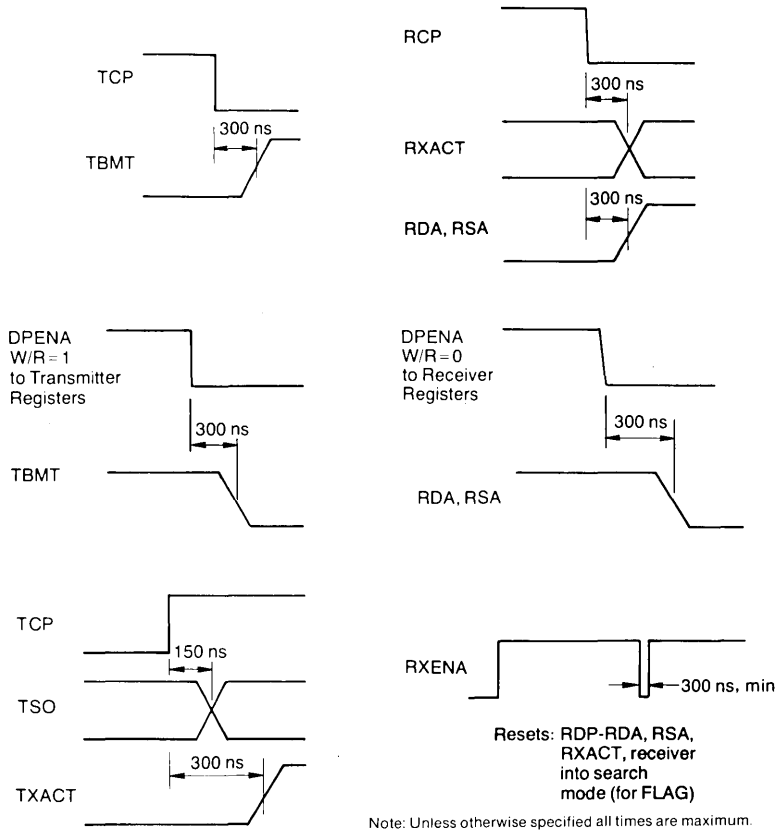 TCP
300 ns
TBMT
RCP
300 ns
RXACT
300 ns
RDA, RSA
DPENA
W/R = 1
to Transmitter
Registers
300 ns
TBMT
DPENA
W/R = 0
to Receiver
Registers
300 ns
RDA, RSA
TCP
150 ns
TSO
300 ns
TXACT
RXENA
300 ns, min
Resets: RDP-RDA, RSA,
RXACT, receiver
into search
mode (for FLAG)
Note: Unless otherwise specified all times are maximum.